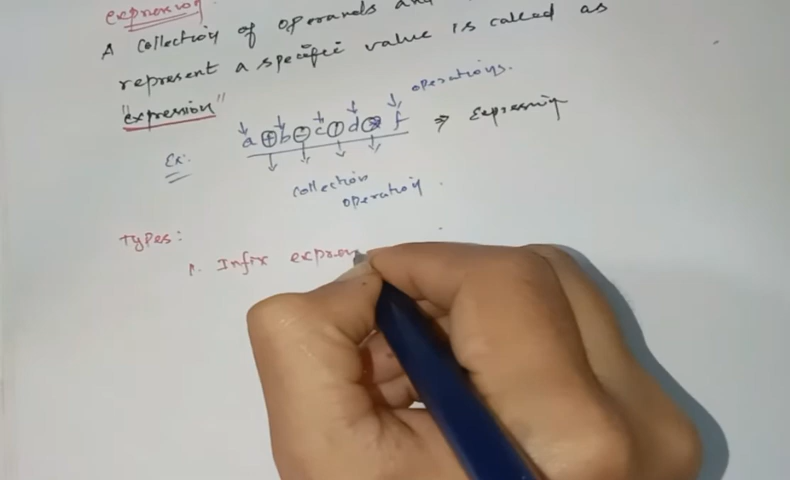 expression.
A collection of operands and
represent a specific value is called as
"expression"
operations.
Ex: a + b - c / d * f ⇒ Expression
collection
operation.
Types:
1. Infix expres